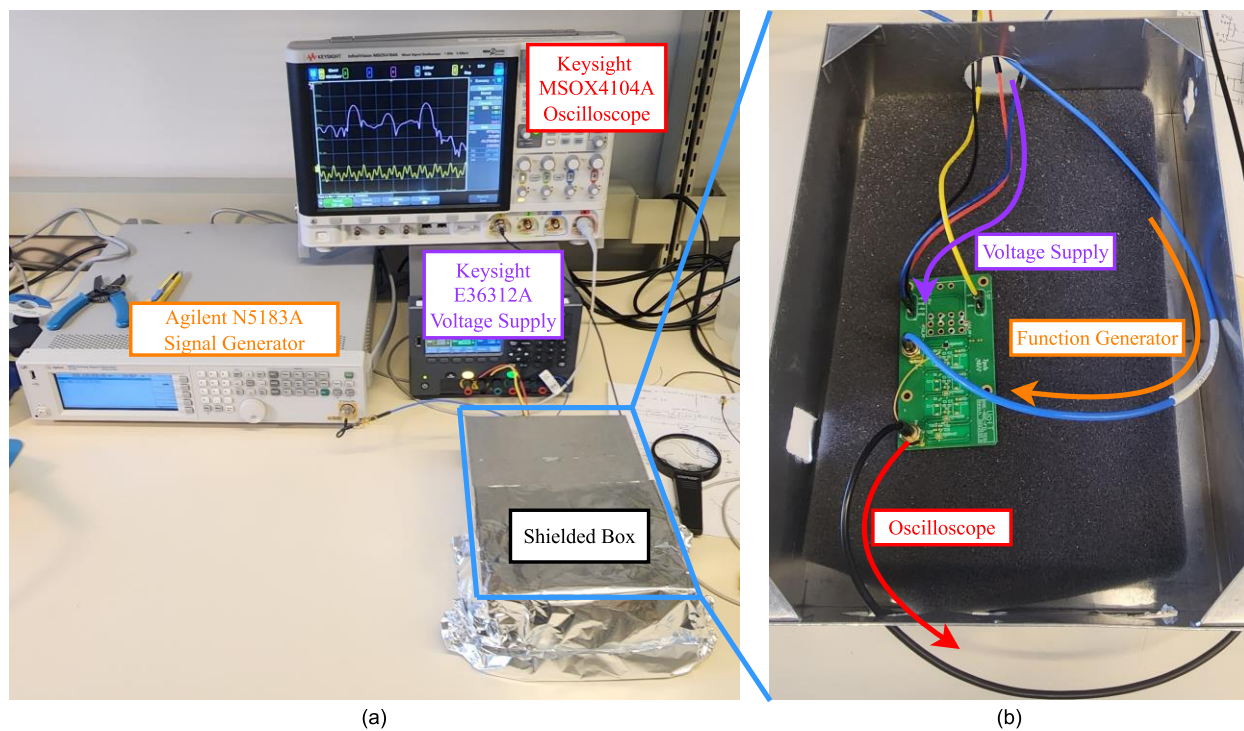 KEYSIGHT
Keysight
MSOX4104A
Oscilloscope
Keysight
E36312A
Voltage Supply
Agilent N5183A
Signal Generator
Shielded Box
(a)
Voltage Supply
Function Generator
Oscilloscope
(b)